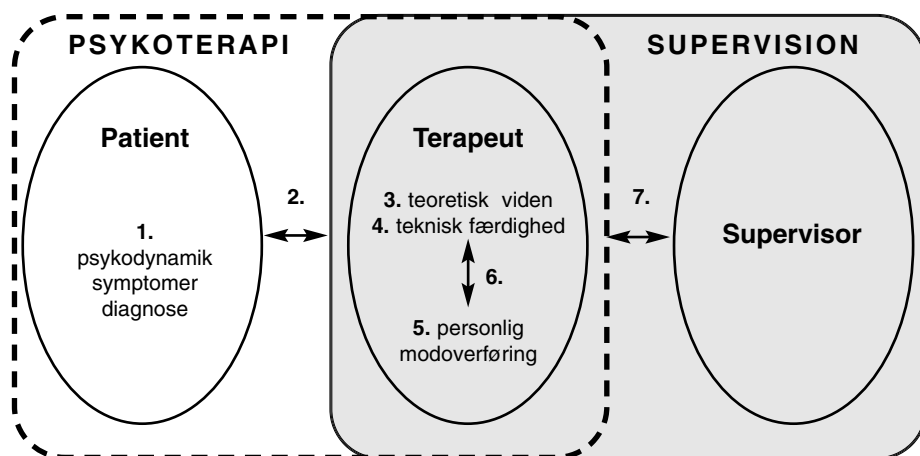 PSYKOTERAPI
SUPERVISION
Patient
1.
psykodynamik
symptomer
diagnose
2.
Terapeut
3. teoretisk viden
4. teknisk færdighed
6.
5. personlig
modoverføring
7.
Supervisor